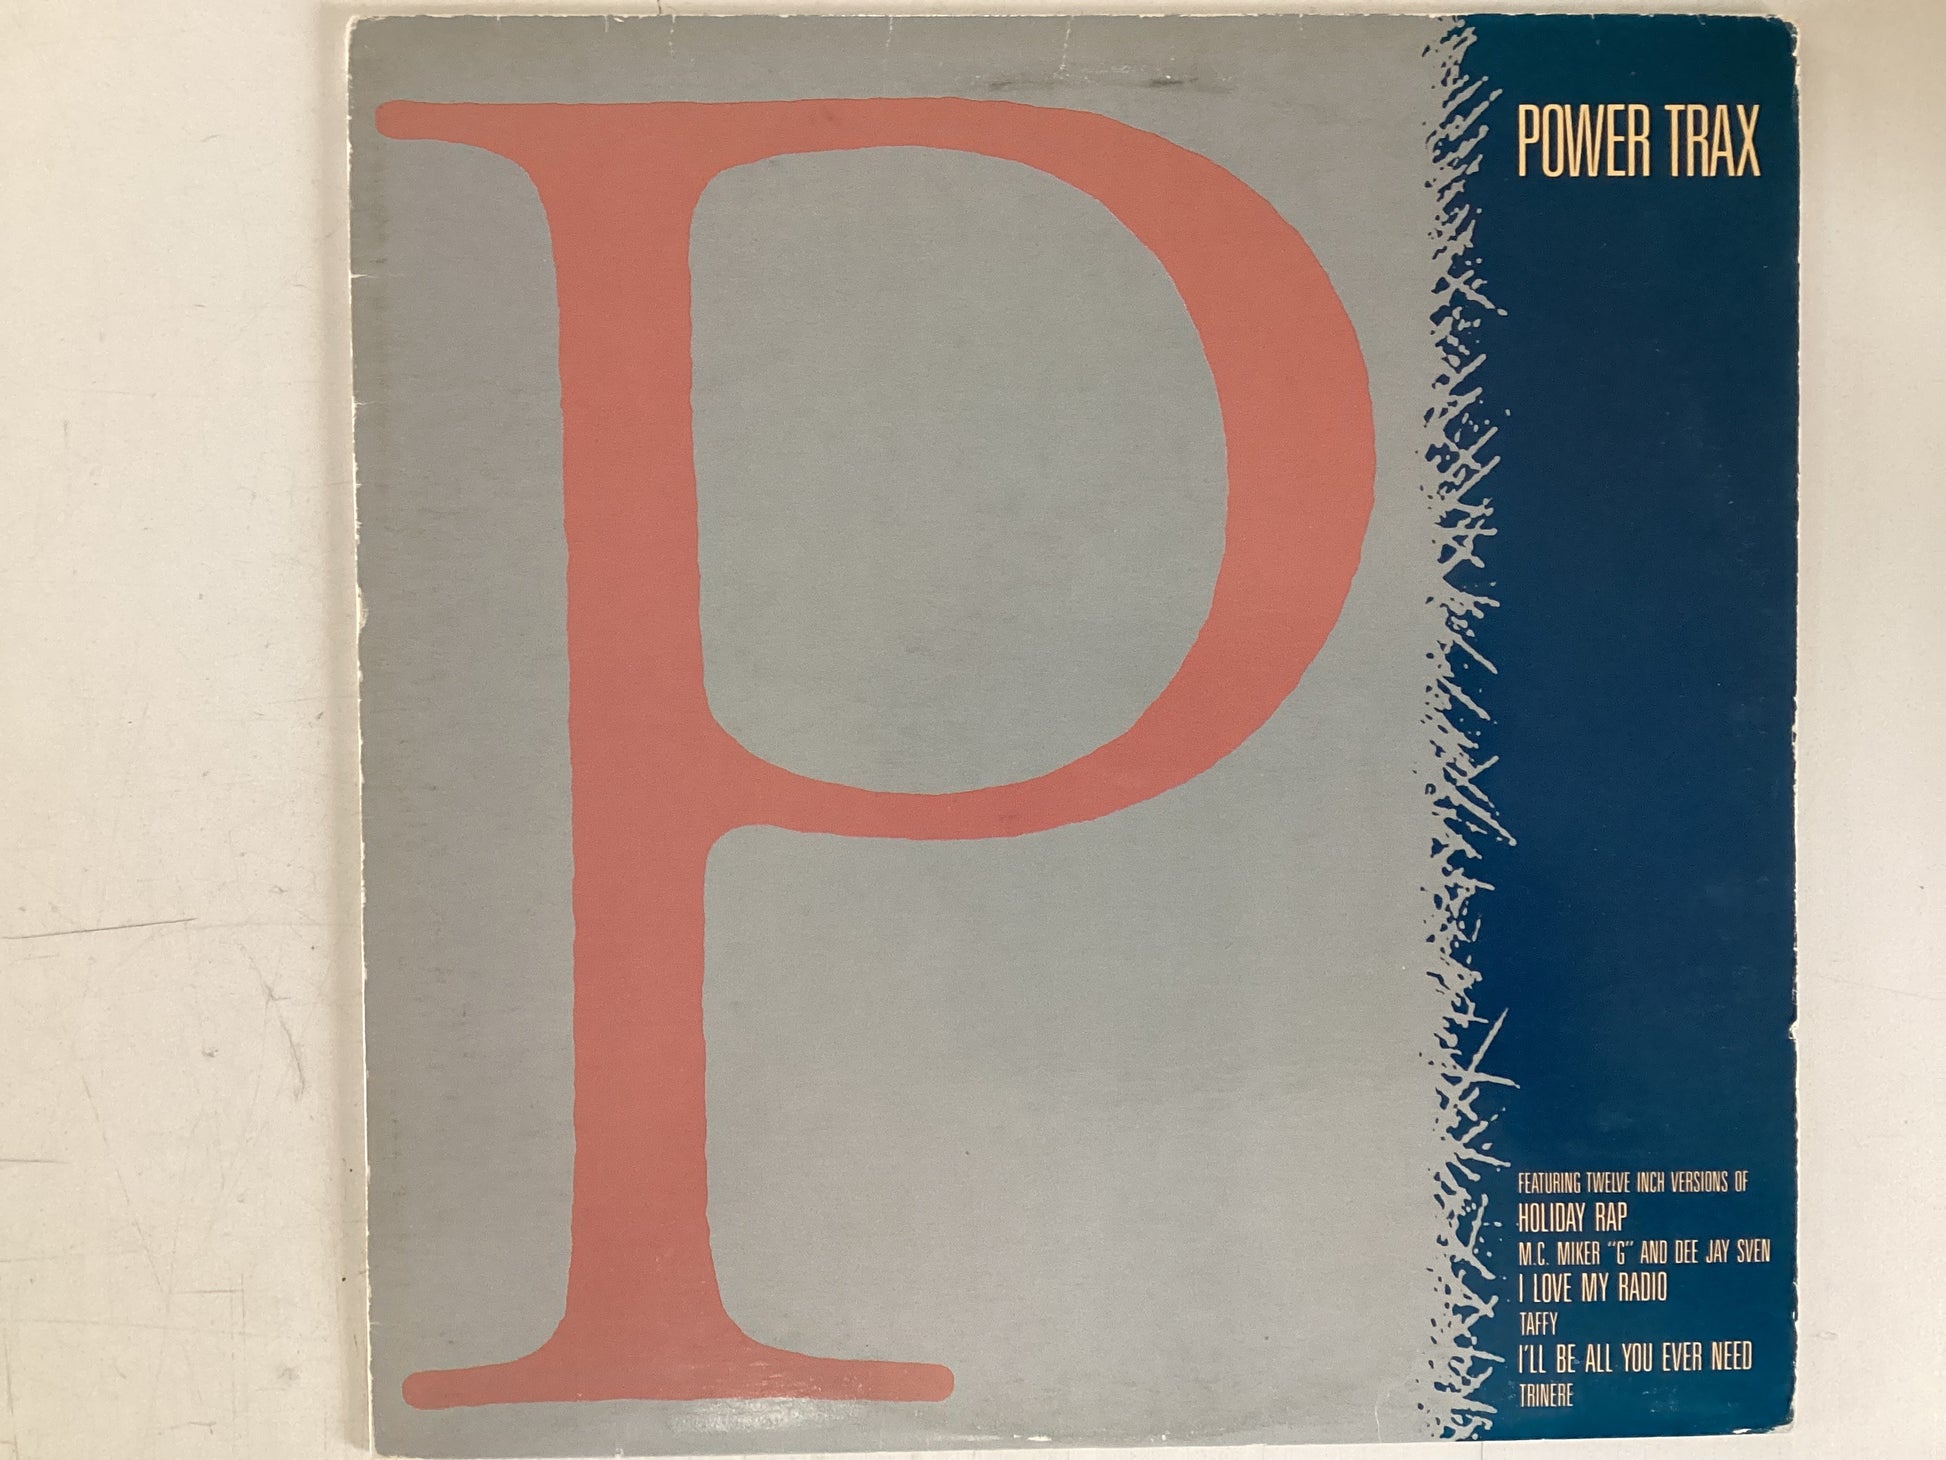 P
POWER TRAX
FEATURING TWELVE INCH VERSIONS OF
HOLIDAY RAP
M.C. MIKER "G" AND DEE JAY SVEN
I LOVE MY RADIO
TAFFY
I'LL BE ALL YOU EVER NEED
TRINERE